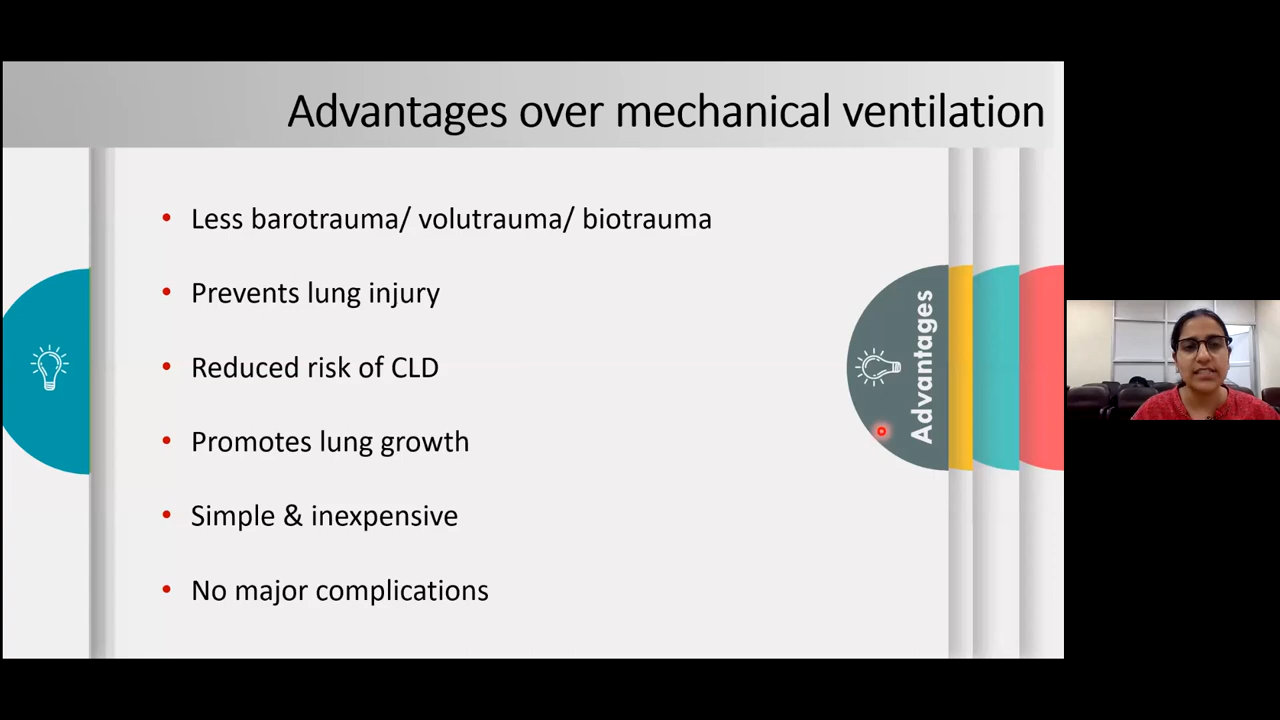 Advantages over mechanical ventilation
• Less barotrauma/ volutrauma/ biotrauma
• Prevents lung injury
• Reduced risk of CLD
• Promotes lung growth
• Simple & inexpensive
• No major complications
Advantages